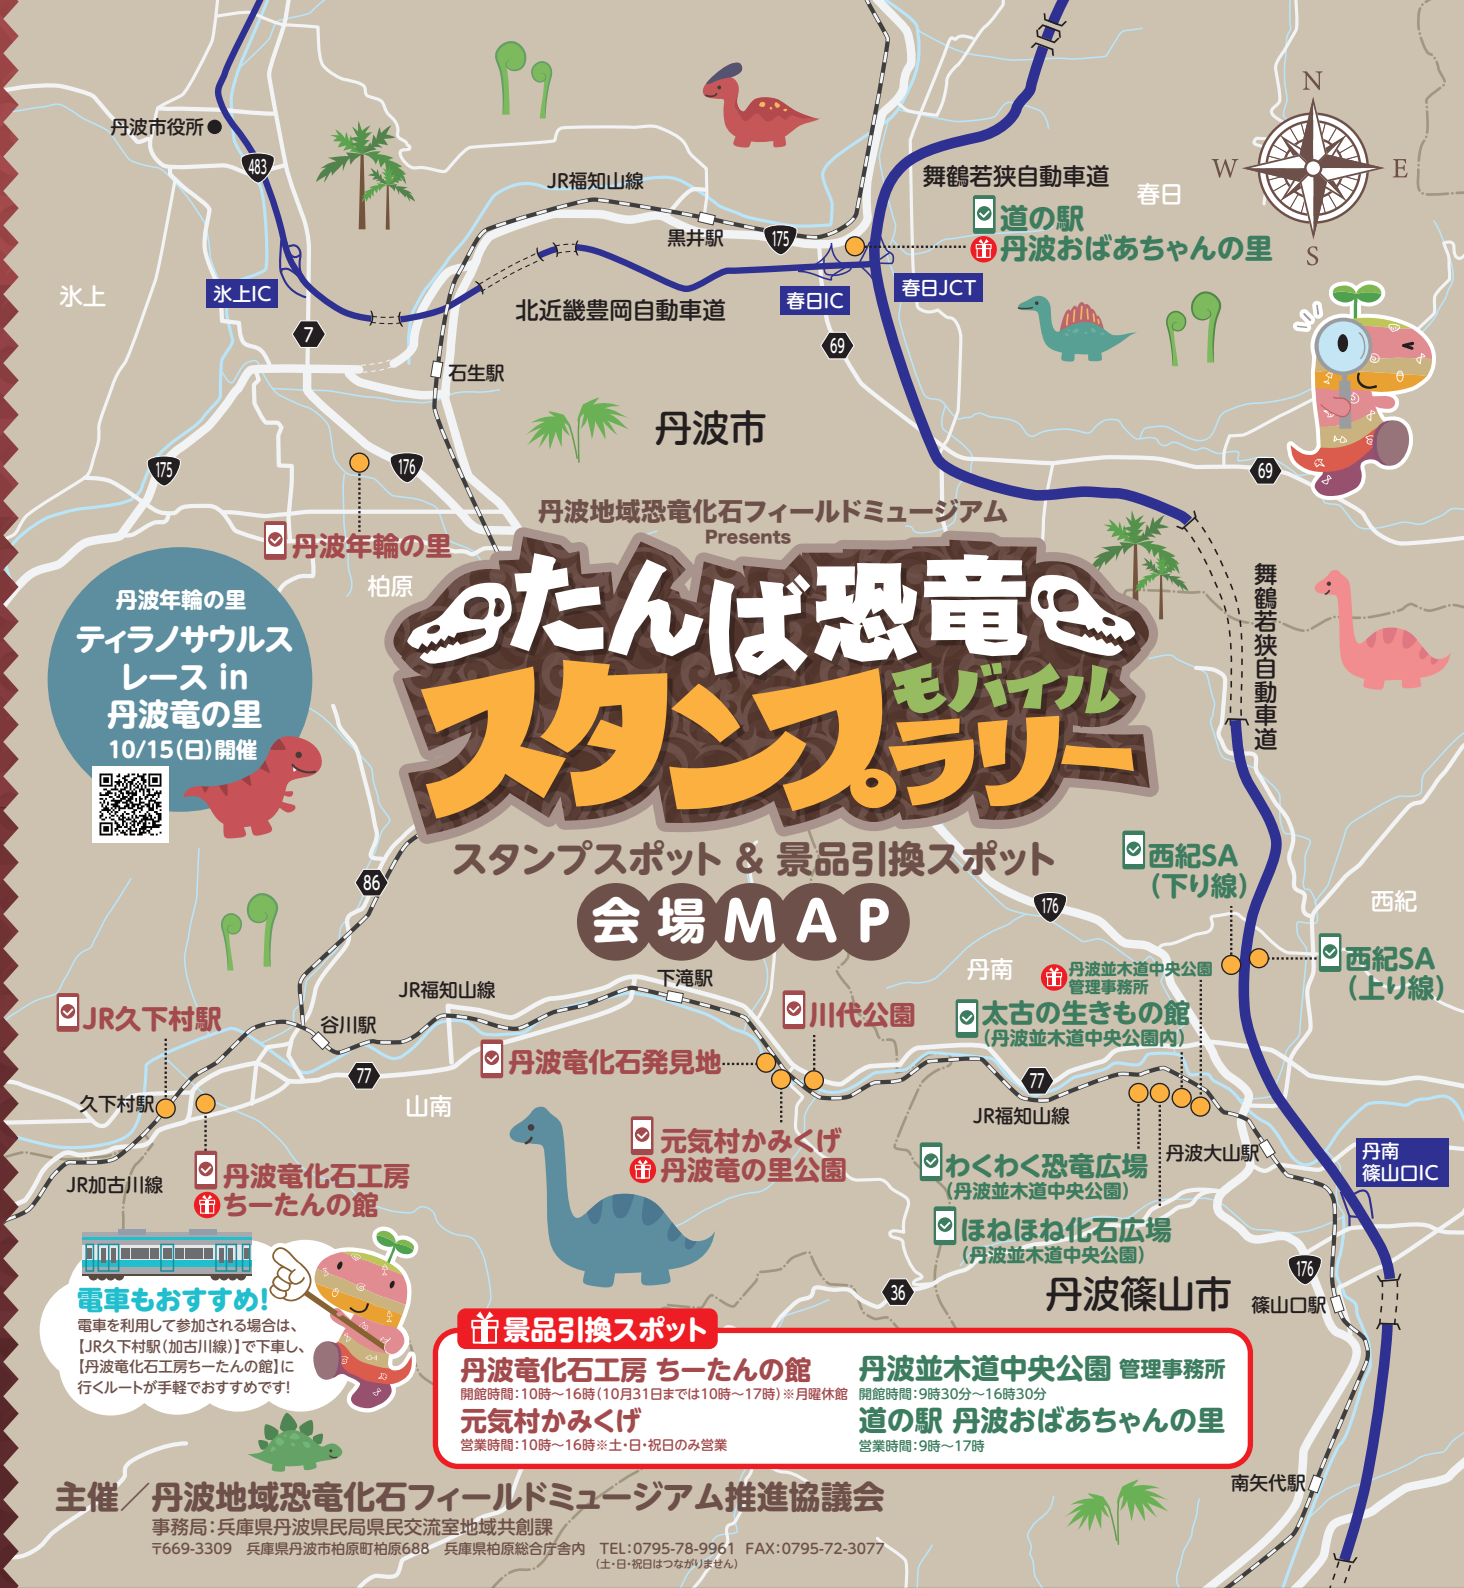 N
W
E
S
丹波市役所
483
JR福知山線
黒井駅
175
舞鶴若狭自動車道
春日
道の駅
丹波おばあちゃんの里
氷上
氷上IC
7
北近畿豊岡自動車道
春日IC
春日JCT
69
石生駅
丹波市
175
176
69
丹波年輪の里
柏原
丹波地域恐竜化石フィールドミュージアム
Presents
たんば恐竜
モバイル
スタンプラリー
スタンプスポット & 景品引換スポット
会場MAP
丹波年輪の里
ティラノサウルス
レース in
丹波竜の里
10/15(日)開催
舞鶴若狭自動車道
86
176
西紀SA
(下り線)
西紀
西紀SA
(上り線)
丹南
丹波並木道中央公園
管理事務所
太古の生きもの館
(丹波並木道中央公園内)
下滝駅
JR福知山線
川代公園
JR久下村駅
谷川駅
丹波竜化石発見地
77
77
山南
久下村駅
JR福知山線
元気村かみくげ
丹波竜の里公園
わくわく恐竜広場
(丹波並木道中央公園)
丹波大山駅
丹南
篠山口IC
JR加古川線
丹波竜化石工房
ちーたんの館
ほねほね化石広場
(丹波並木道中央公園)
丹波篠山市
176
篠山口駅
36
電車もおすすめ!
電車を利用して参加される場合は、
【JR久下村駅(加古川線)】で下車し、
【丹波竜化石工房ちーたんの館】に
行くルートが手軽でおすすめです!
景品引換スポット
丹波竜化石工房 ちーたんの館
開館時間:10時〜16時(10月31日までは10時〜17時)※月曜休館
元気村かみくげ
営業時間:10時〜16時※土・日・祝日のみ営業
丹波並木道中央公園 管理事務所
開館時間:9時30分〜16時30分
道の駅 丹波おばあちゃんの里
営業時間:9時〜17時
南矢代駅
主催／丹波地域恐竜化石フィールドミュージアム推進協議会
事務局:兵庫県丹波県民局県民交流室地域共創課
〒669-3309 兵庫県丹波市柏原町柏原688 兵庫県柏原総合庁舎内 TEL:0795-78-9961 FAX:0795-72-3077
(土・日・祝日はつながりません)